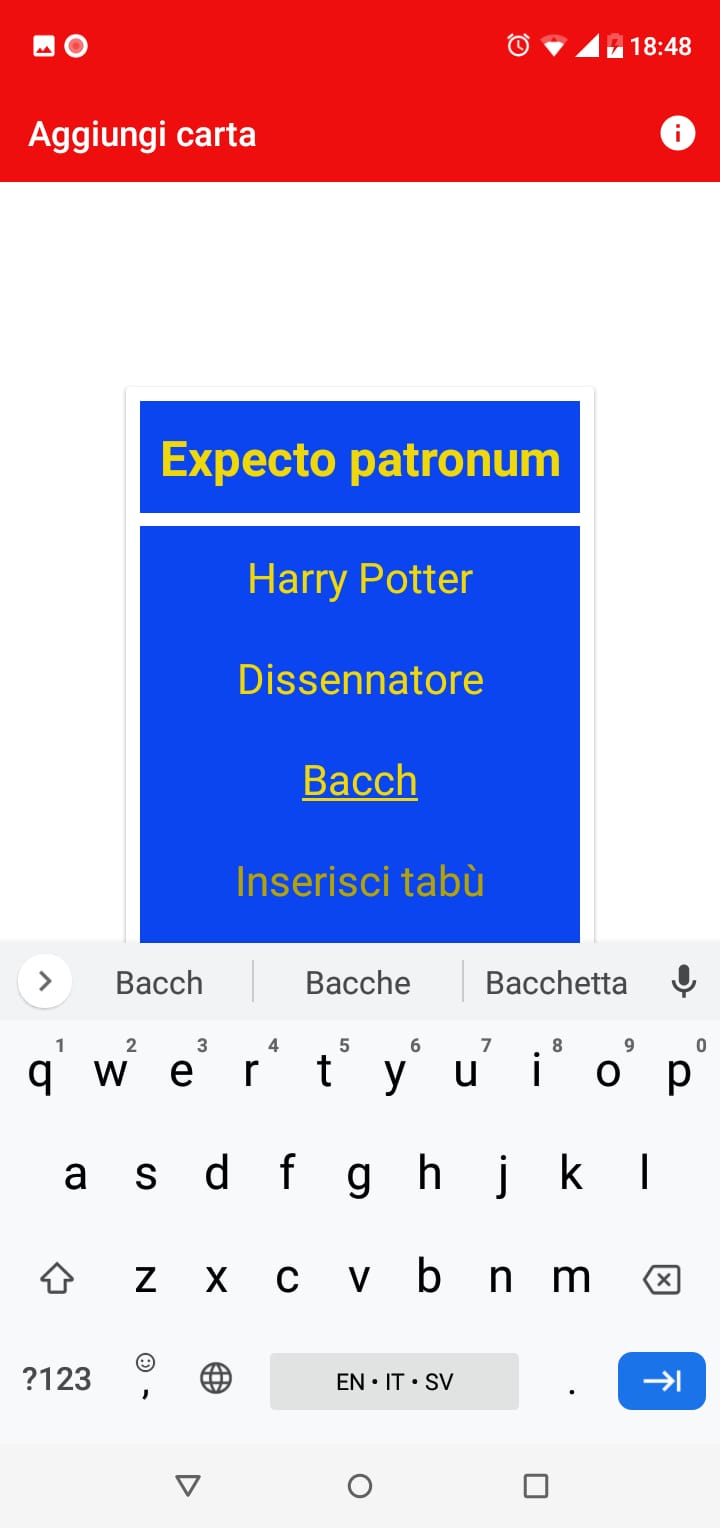 18:48
Aggiungi carta
Expecto patronum
Harry Potter
Dissennatore
Bacch
Inserisci tabù
Bacch Bacche Bacchetta
1 2 3 4 5 6 7 8 9 0
q w e r t y u i o p
a s d f g h j k l
z x c v b n m
?123 , EN • IT • SV .